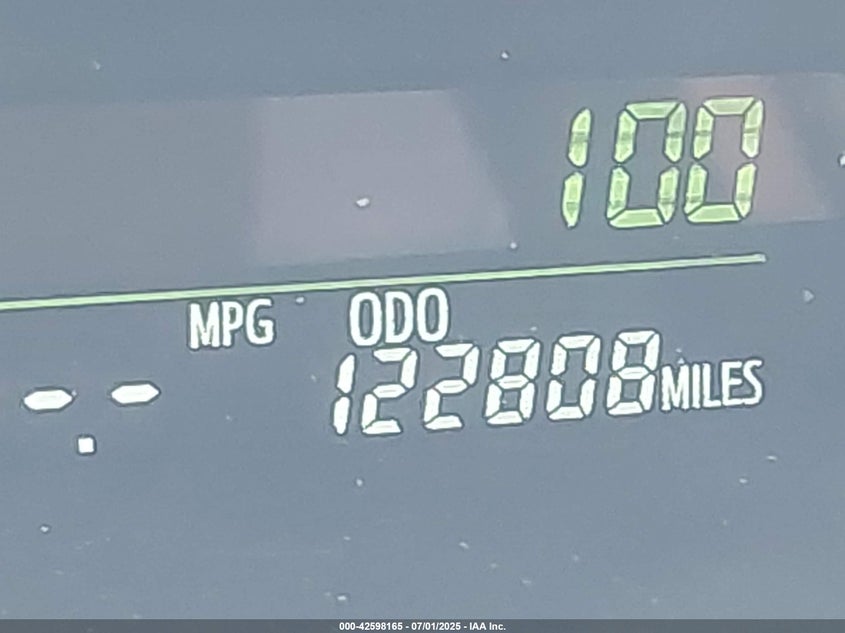 100
MPG ODO
--.- 122808 MILES
000-42598165 - 07/01/2025 - IAA Inc.